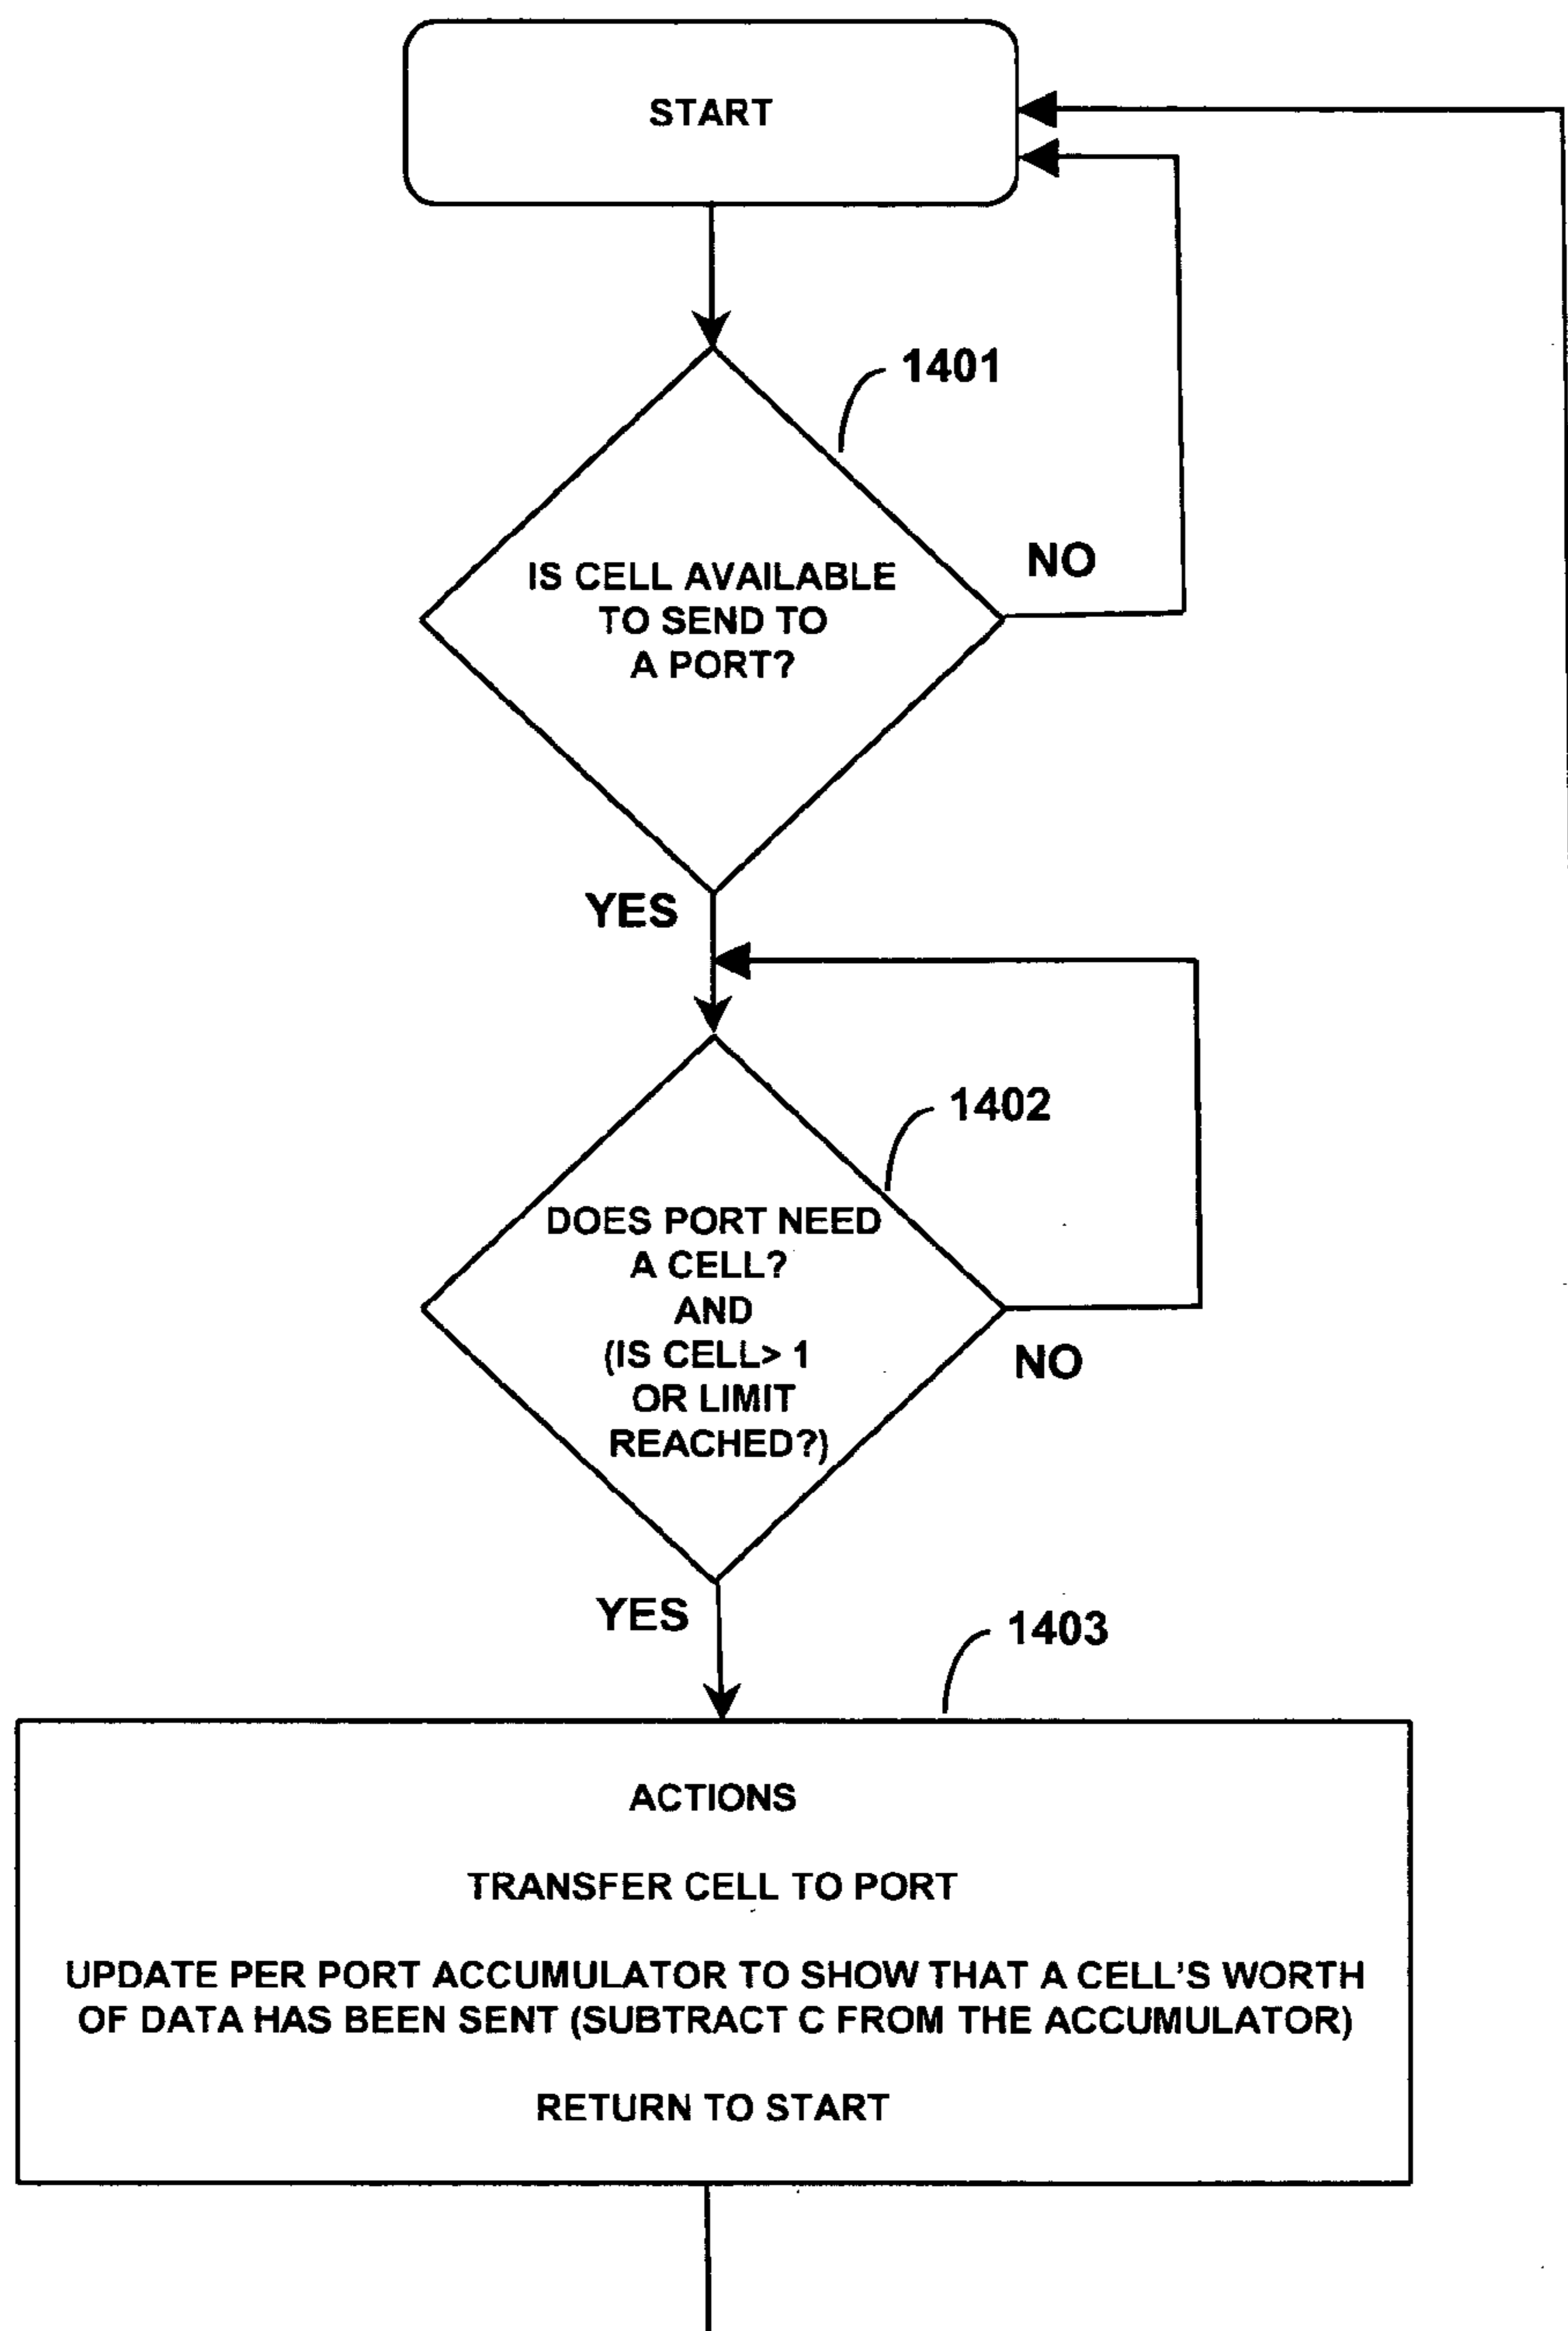 START
1401
IS CELL AVAILABLE
TO SEND TO
A PORT?
NO
YES
1402
DOES PORT NEED
A CELL?
AND
(IS CELL> 1
OR LIMIT
REACHED?)
NO
YES
1403
ACTIONS
TRANSFER CELL TO PORT
UPDATE PER PORT ACCUMULATOR TO SHOW THAT A CELL'S WORTH
OF DATA HAS BEEN SENT (SUBTRACT C FROM THE ACCUMULATOR)
RETURN TO START